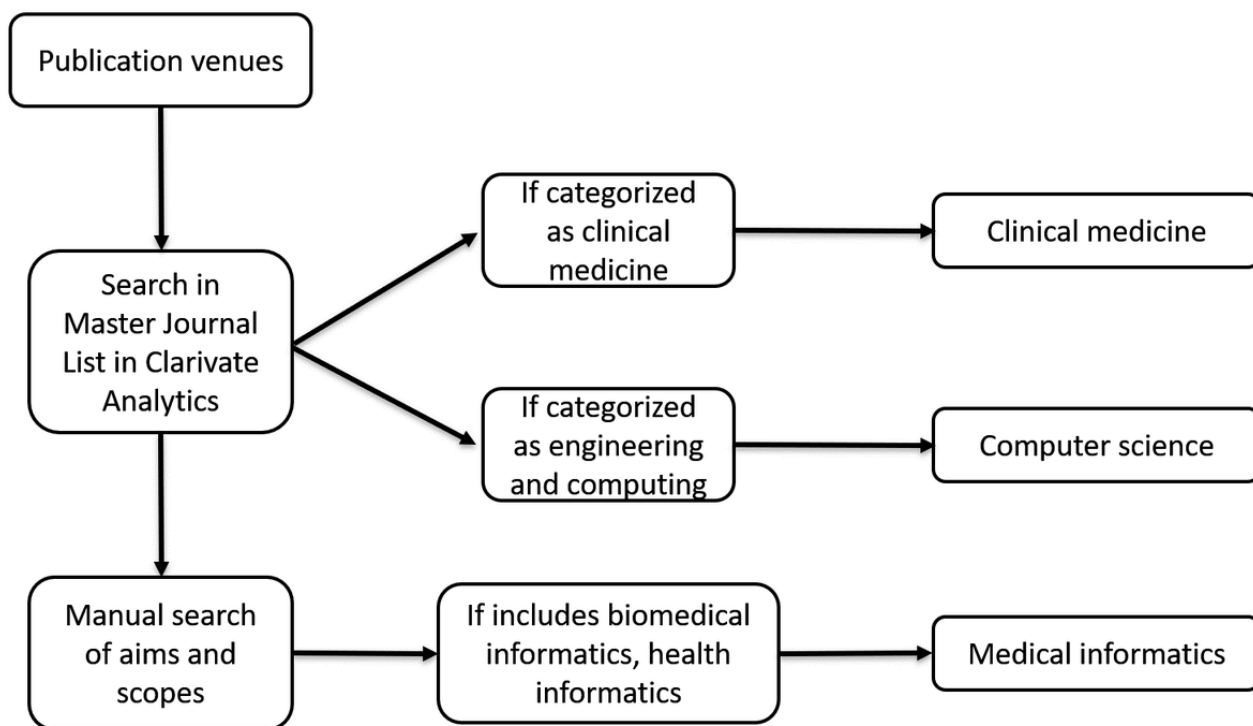 Publication venues
Search in
Master Journal
List in Clarivate
Analytics
If categorized
as clinical
medicine
Clinical medicine
If categorized
as engineering
and computing
Computer science
Manual search
of aims and
scopes
If includes biomedical
informatics, health
informatics
Medical informatics